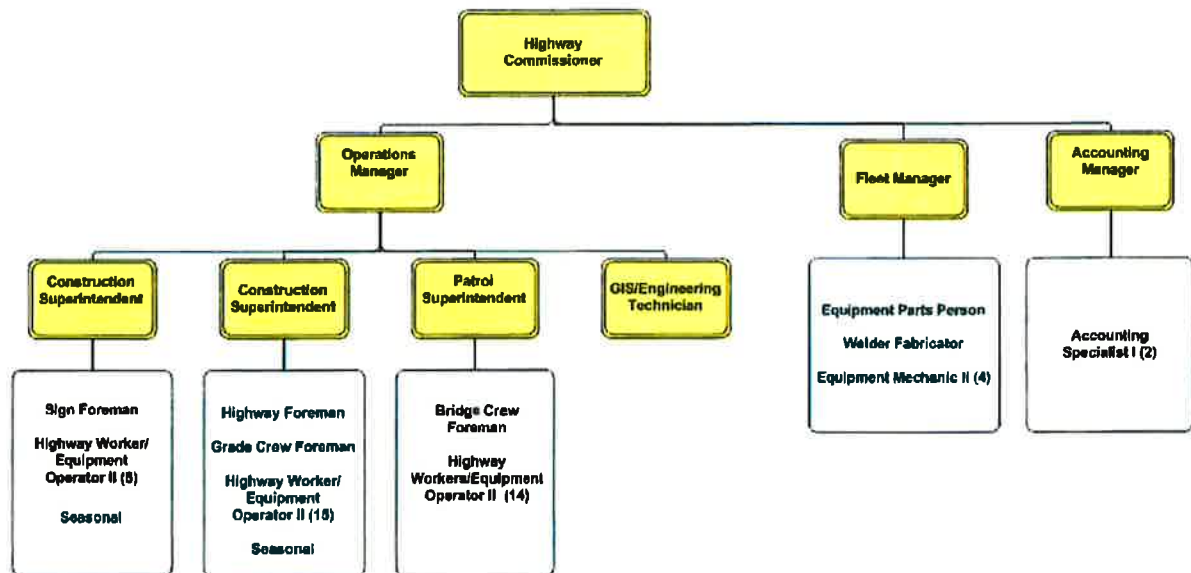 Highway
Commissioner
Operations
Manager
Fleet Manager
Accounting
Manager
Construction
Superintendent
Construction
Superintendent
Patrol
Superintendent
GIS/Engineering
Technician
Sign Foreman
Highway Worker/
Equipment
Operator II
Seasonal
Highway Foreman
Grade Crew Foreman
Highway Worker/
Equipment
Operator II
Seasonal
Bridge Crew
Foreman
Highway
Workers/Equipment
Operator II (14)
Equipment Parts Person
Welder Fabricator
Equipment Mechanic II (4)
Accounting
Specialist I (2)